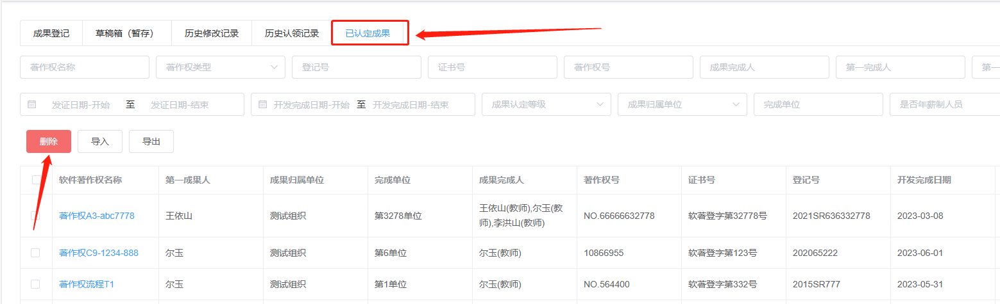 成果登记 草稿箱（暂存） 历史修改记录 历史认领记录 已认定成果
著作权名称 著作权类型 登记号 证书号 著作权号 成果完成人 第一完成人 第一
发证日期-开始 至 发证日期-结束 开发完成日期-开始 至 开发完成日期-结束 成果认定等级 成果归属单位 完成单位 是否年薪制人员
删除 导入 导出
软件著作权名称 第一成果人 成果归属单位 完成单位 成果完成人 著作权号 证书号 登记号 开发完成日期
著作权A3-abc7778 王依山 测试组织 第3278单位 王依山(教师),尔玉(教师),李洪山(教师) NO.66666632778 软著登字第32778号 2021SR636332778 2023-03-08
著作权C9-1234-888 尔玉 测试组织 第6单位 尔玉(教师) 10866955 软著登字第123号 202065222 2023-06-01
著作权流程T1 尔玉 测试组织 第1单位 尔玉(教师) NO.564400 软著登字第332号 2015SR777 2023-05-31